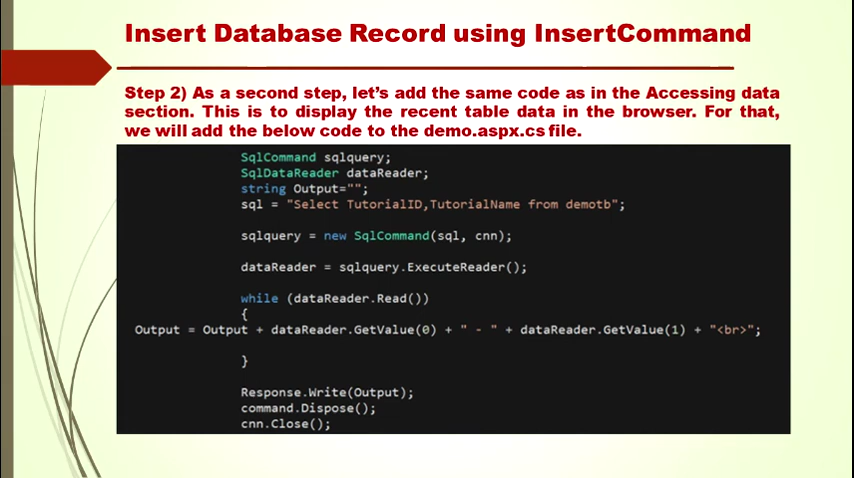 Insert Database Record using InsertCommand
Step 2) As a second step, let's add the same code as in the Accessing data
section. This is to display the recent table data in the browser. For that,
we will add the below code to the demo.aspx.cs file.
SqlCommand sqlquery;
SqlDataReader dataReader;
string Output="";
sql = "Select TutorialID,TutorialName from demotb";
sqlquery = new SqlCommand(sql, cnn);
dataReader = sqlquery.ExecuteReader();
while (dataReader.Read())
{
Output = Output + dataReader.GetValue(0) + " - " + dataReader.GetValue(1) + "<br>";
}
Response.Write(Output);
command.Dispose();
cnn.Close();